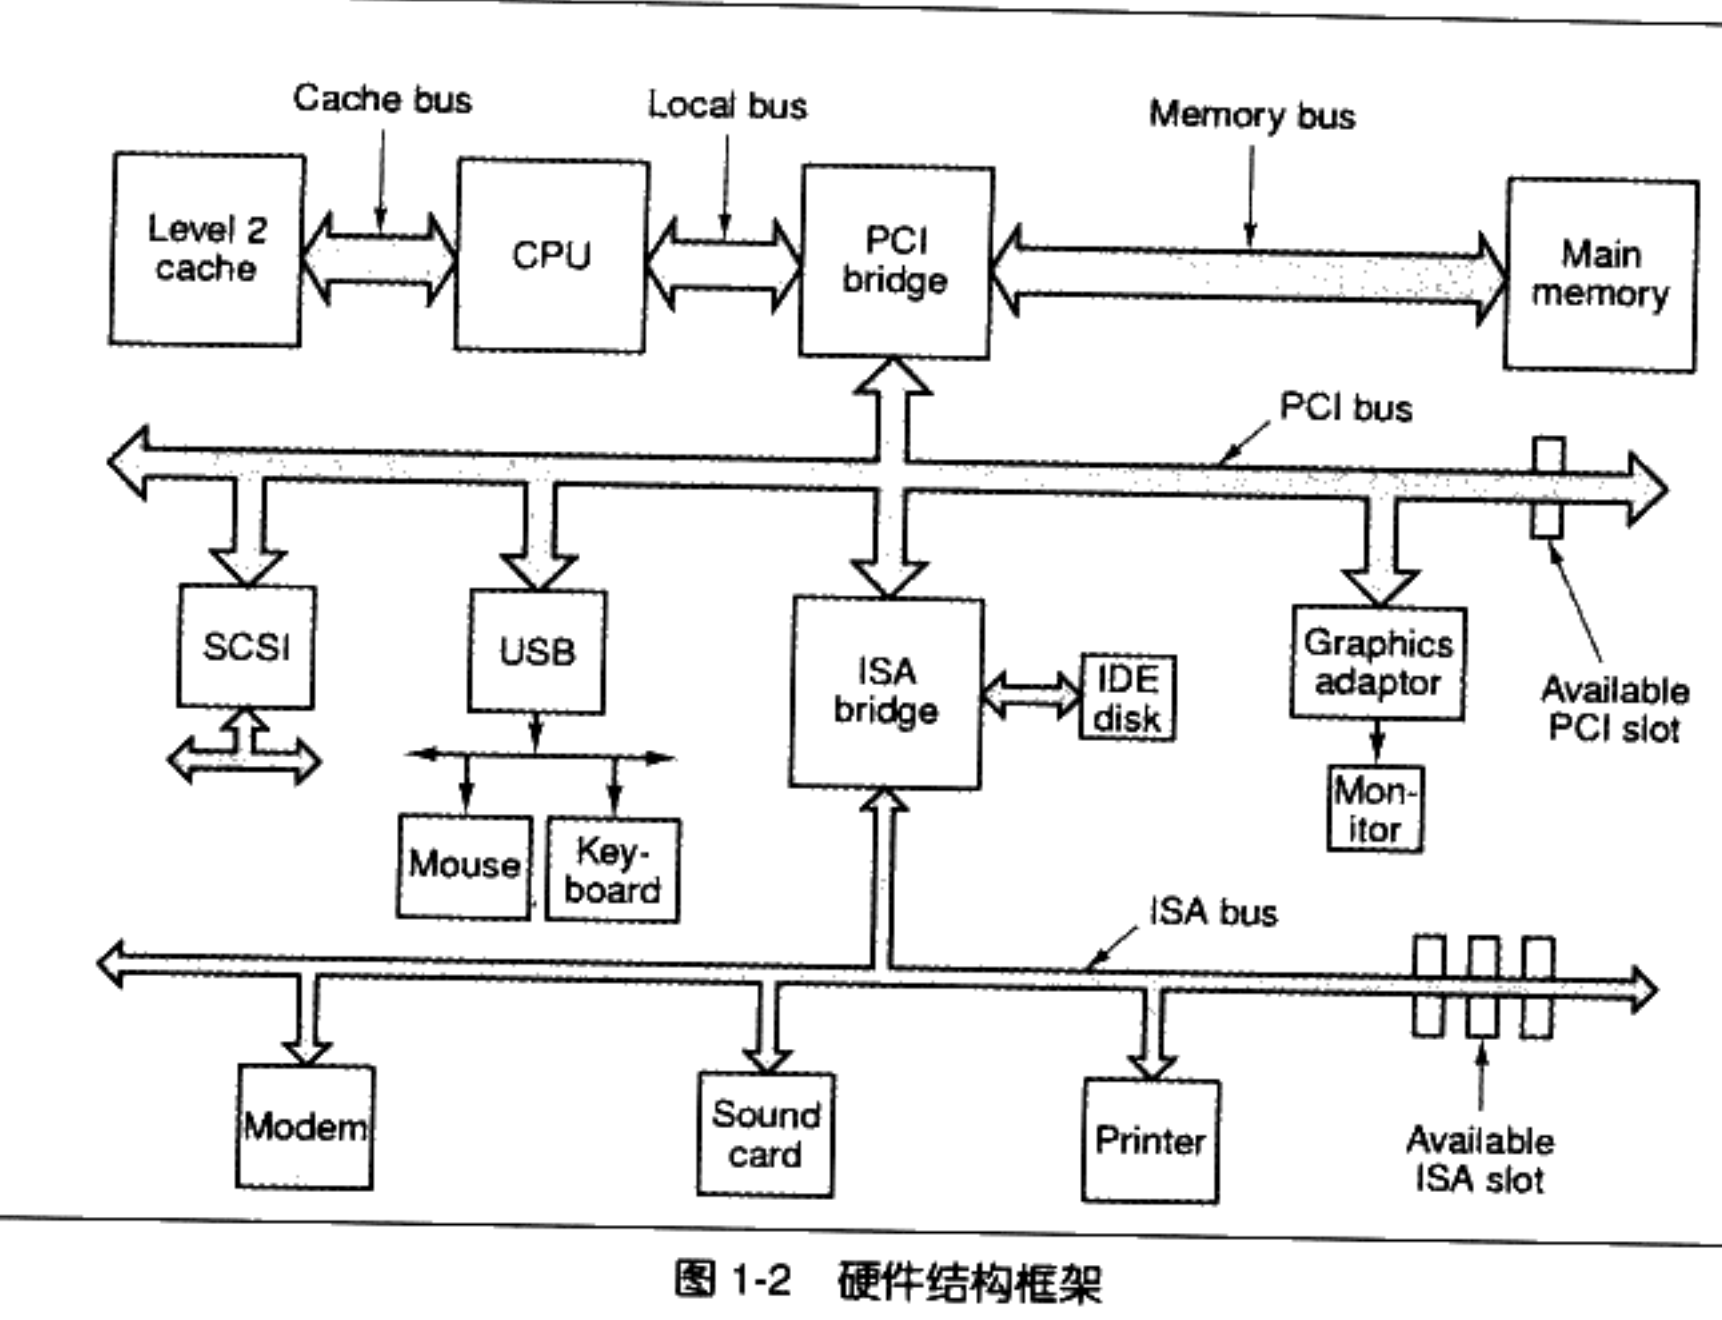 Cache bus
Local bus
Memory bus
Level 2
cache
CPU
PCI
bridge
Main
memory
PCI bus
SCSI
USB
ISA
bridge
IDE
disk
Graphics
adaptor
Available
PCI slot
Mon-
itor
Mouse
Key-
board
ISA bus
Modem
Sound
card
Printer
Available
ISA slot
图 1-2 硬件结构框架